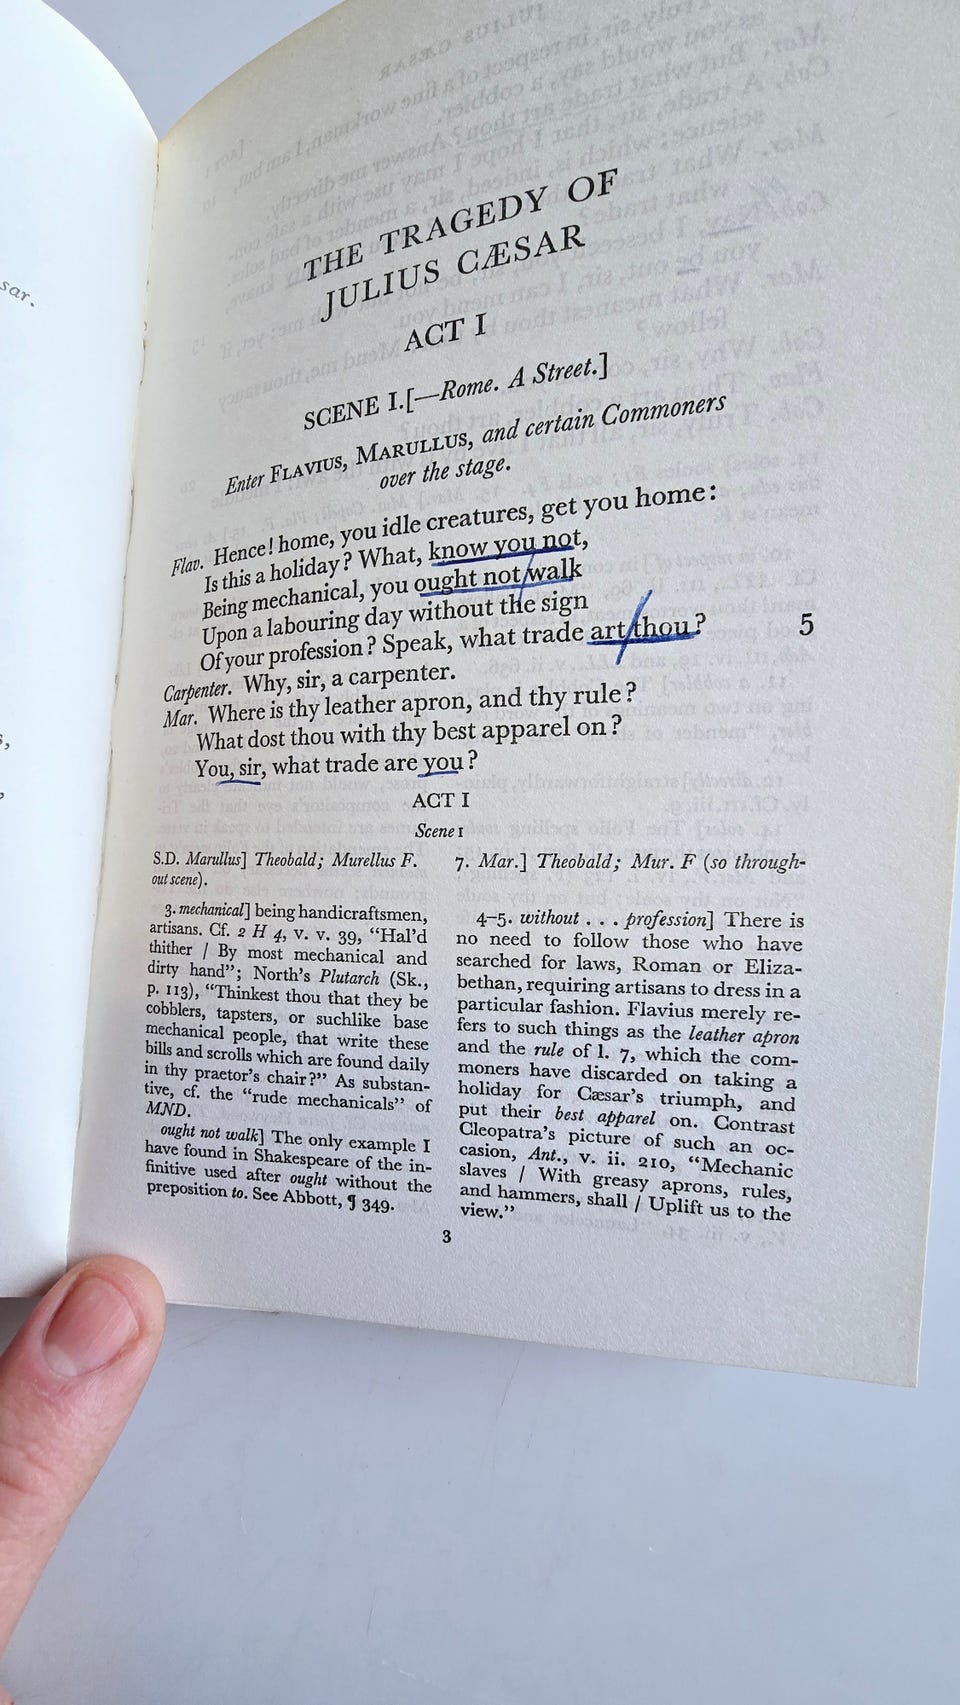 sar.
THE TRAGEDY OF
JULIUS CÆSAR
ACT I
SCENE I.[—Rome. A Street.]
Enter FLAVIUS, MARULLUS, and certain Commoners
over the stage.
Flav. Hence! home, you idle creatures, get you home:
Is this a holiday? What, know you not,
Being mechanical, you ought not walk
Upon a labouring day without the sign
Of your profession? Speak, what trade art thou? 5
Carpenter. Why, sir, a carpenter.
Mar. Where is thy leather apron, and thy rule?
What dost thou with thy best apparel on?
You, sir, what trade are you?
ACT I
Scene 1
S.D. Marullus] Theobald; Murellus F.
out scene).
7. Mar.] Theobald; Mur. F (so through-
3. mechanical] being handicraftsmen,
artisans. Cf. 2 H 4, v. v. 39, “Hal’d
thither / By most mechanical and
dirty hand”; North’s Plutarch (Sk.,
p. 113), “Thinkest thou that they be
cobblers, tapsters, or suchlike base
mechanical people, that write these
bills and scrolls which are found daily
in thy praetor’s chair?” As substan-
tive, cf. the “rude mechanicals” of
MND.
ought not walk] The only example I
have found in Shakespeare of the in-
finitive used after ought without the
preposition to. See Abbott, ¶ 349.
4–5. without . . . profession] There is
no need to follow those who have
searched for laws, Roman or Eliza-
bethan, requiring artisans to dress in a
particular fashion. Flavius merely re-
fers to such things as the leather apron
and the rule of l. 7, which the com-
moners have discarded on taking a
holiday for Cæsar’s triumph, and
put their best apparel on. Contrast
Cleopatra’s picture of such an oc-
casion, Ant., v. ii. 210, “Mechanic
slaves / With greasy aprons, rules,
and hammers, shall / Uplift us to the
view.”
3